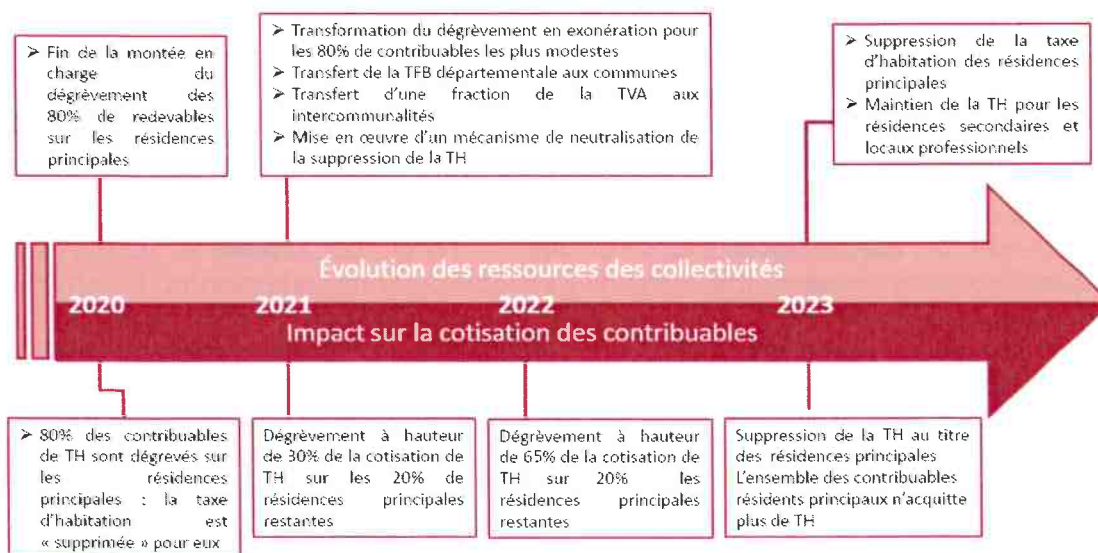 ➢ Fin de la montée en
charge du
dégrèvement des
80% de redevables
sur les résidences
principales
➢ Transformation du dégrèvement en exonération pour
les 80% de contribuables les plus modestes
➢ Transfert de la TFB départementale aux communes
➢ Transfert d'une fraction de la TVA aux
intercommunalités
➢ Mise en œuvre d'un mécanisme de neutralisation de
la suppression de la TH
➢ Suppression de la taxe
d'habitation des résidences
principales
➢ Maintien de la TH pour les
résidences secondaires et
locaux professionnels
Évolution des ressources des collectivités
2020 2021 2022 2023
Impact sur la cotisation des contribuables
➢ 80% des contribuables
de TH sont dégrevés sur
les résidences
principales : la taxe
d'habitation est
« supprimée » pour eux
Dégrèvement à hauteur
de 30% de la cotisation de
TH sur les 20% de
résidences principales
restantes
Dégrèvement à hauteur
de 65% de la cotisation de
TH sur 20% les
résidences principales
restantes
Suppression de la TH au titre
des résidences principales
L'ensemble des contribuables
résidents principaux n'acquitte
plus de TH